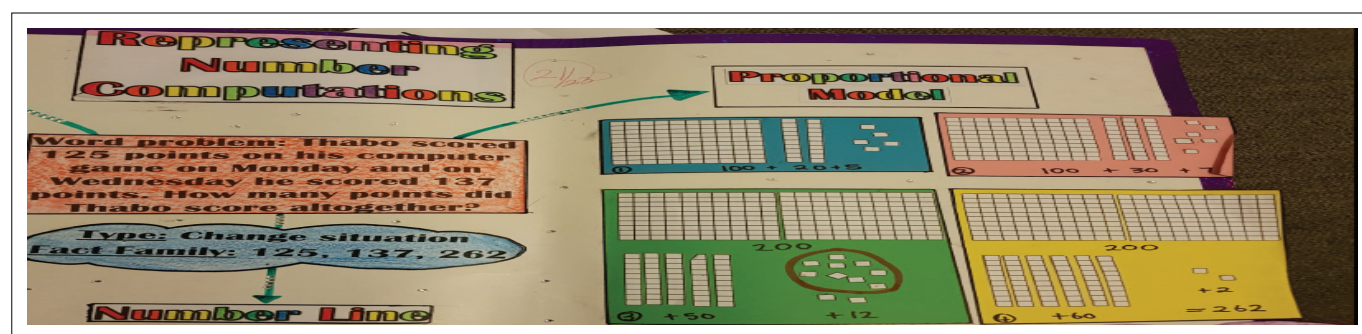 Representing
Number
Computations
Proportional
Model
Word problem: Thabo scored
125 points on his computer
game on Monday and on
Wednesday he scored 137
points. How many points did
Thabo score altogether?
Type: Change situation
Fact Family: 125, 137, 262
Number Line
① 100 + 20+5
② 100 + 30 + 7
200
③ +50 +12
200
④ +60 +2
= 262